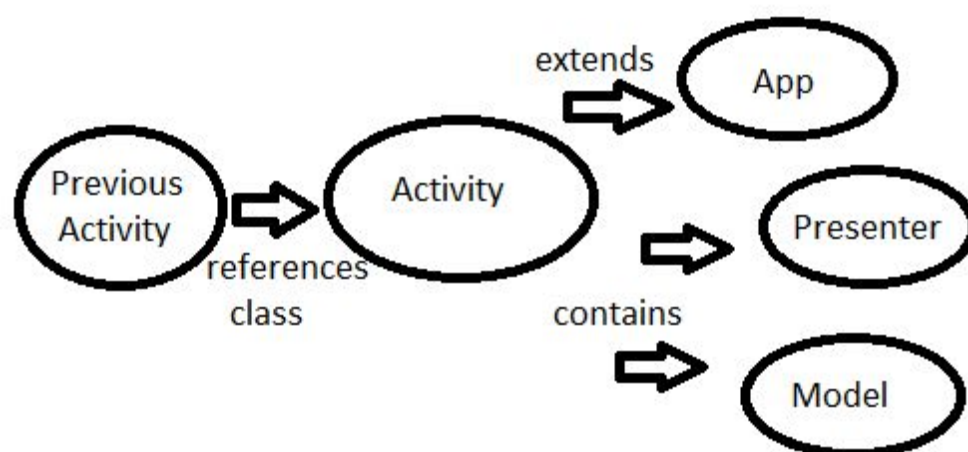 Previous
Activity
references
class
Activity
extends
App
contains
Presenter
Model